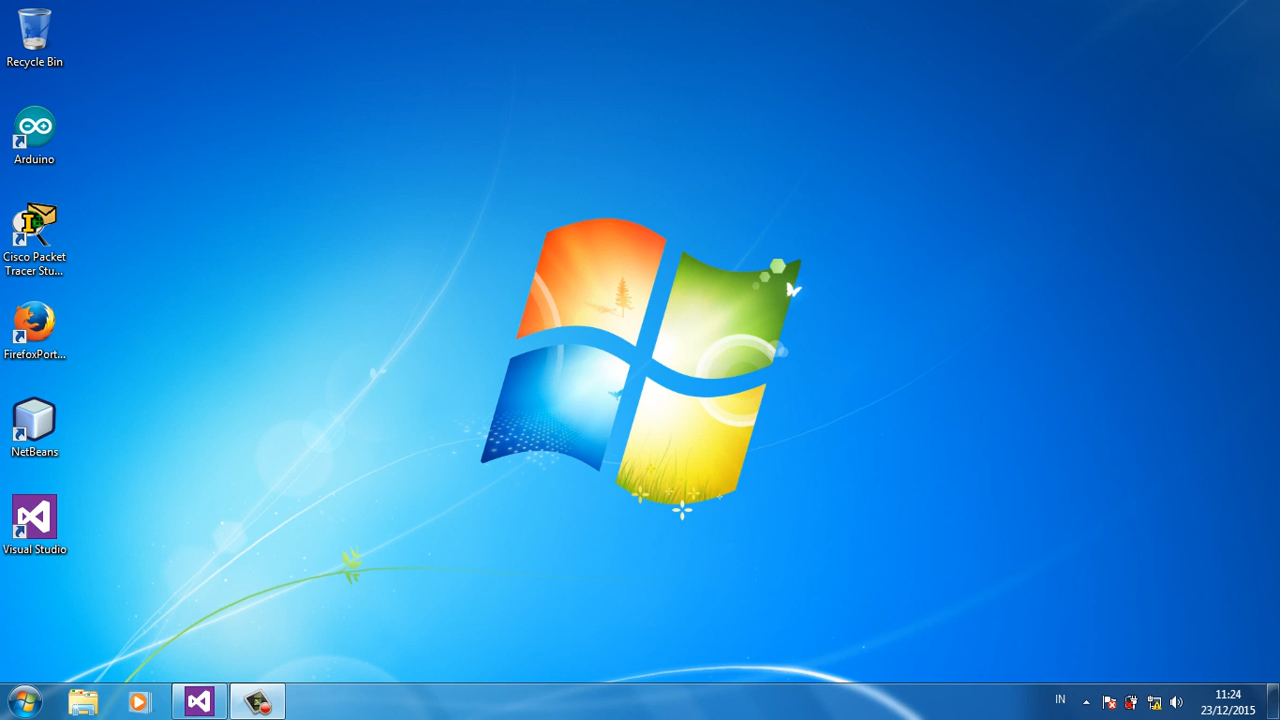 Recycle Bin
Arduino
Cisco Packet
Tracer Stu...
FirefoxPort...
NetBeans
Visual Studio
IN
11:24
23/12/2015